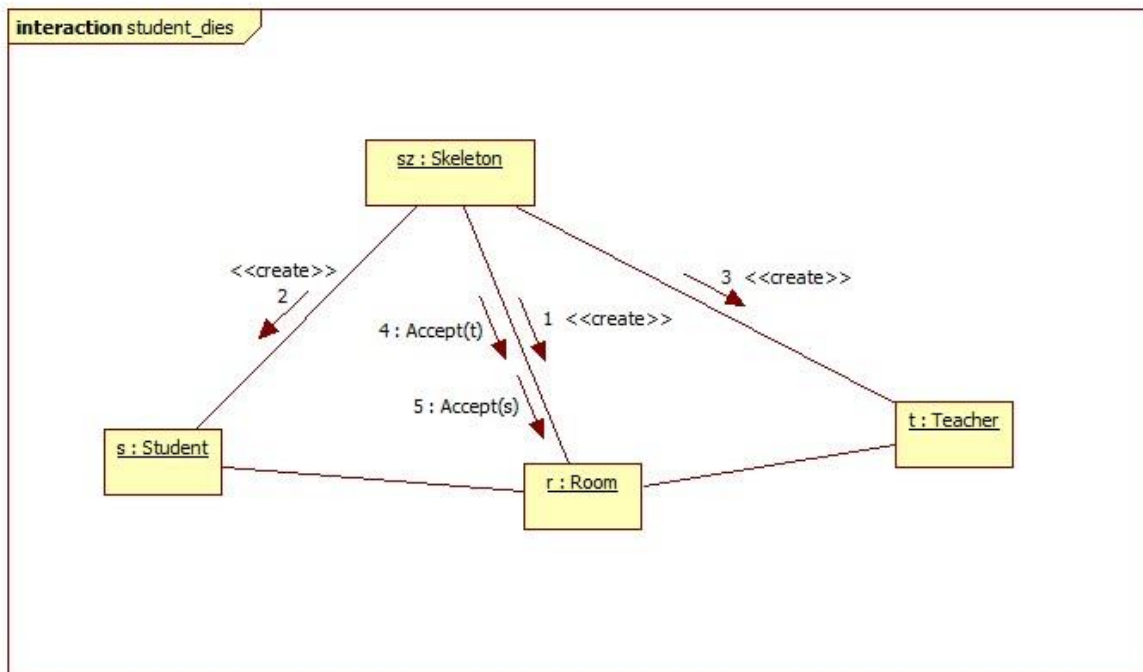 interaction student_dies
sz : Skeleton
<<create>>
2
3 <<create>>
4 : Accept(t)
1 <<create>>
5 : Accept(s)
s : Student
r : Room
t : Teacher